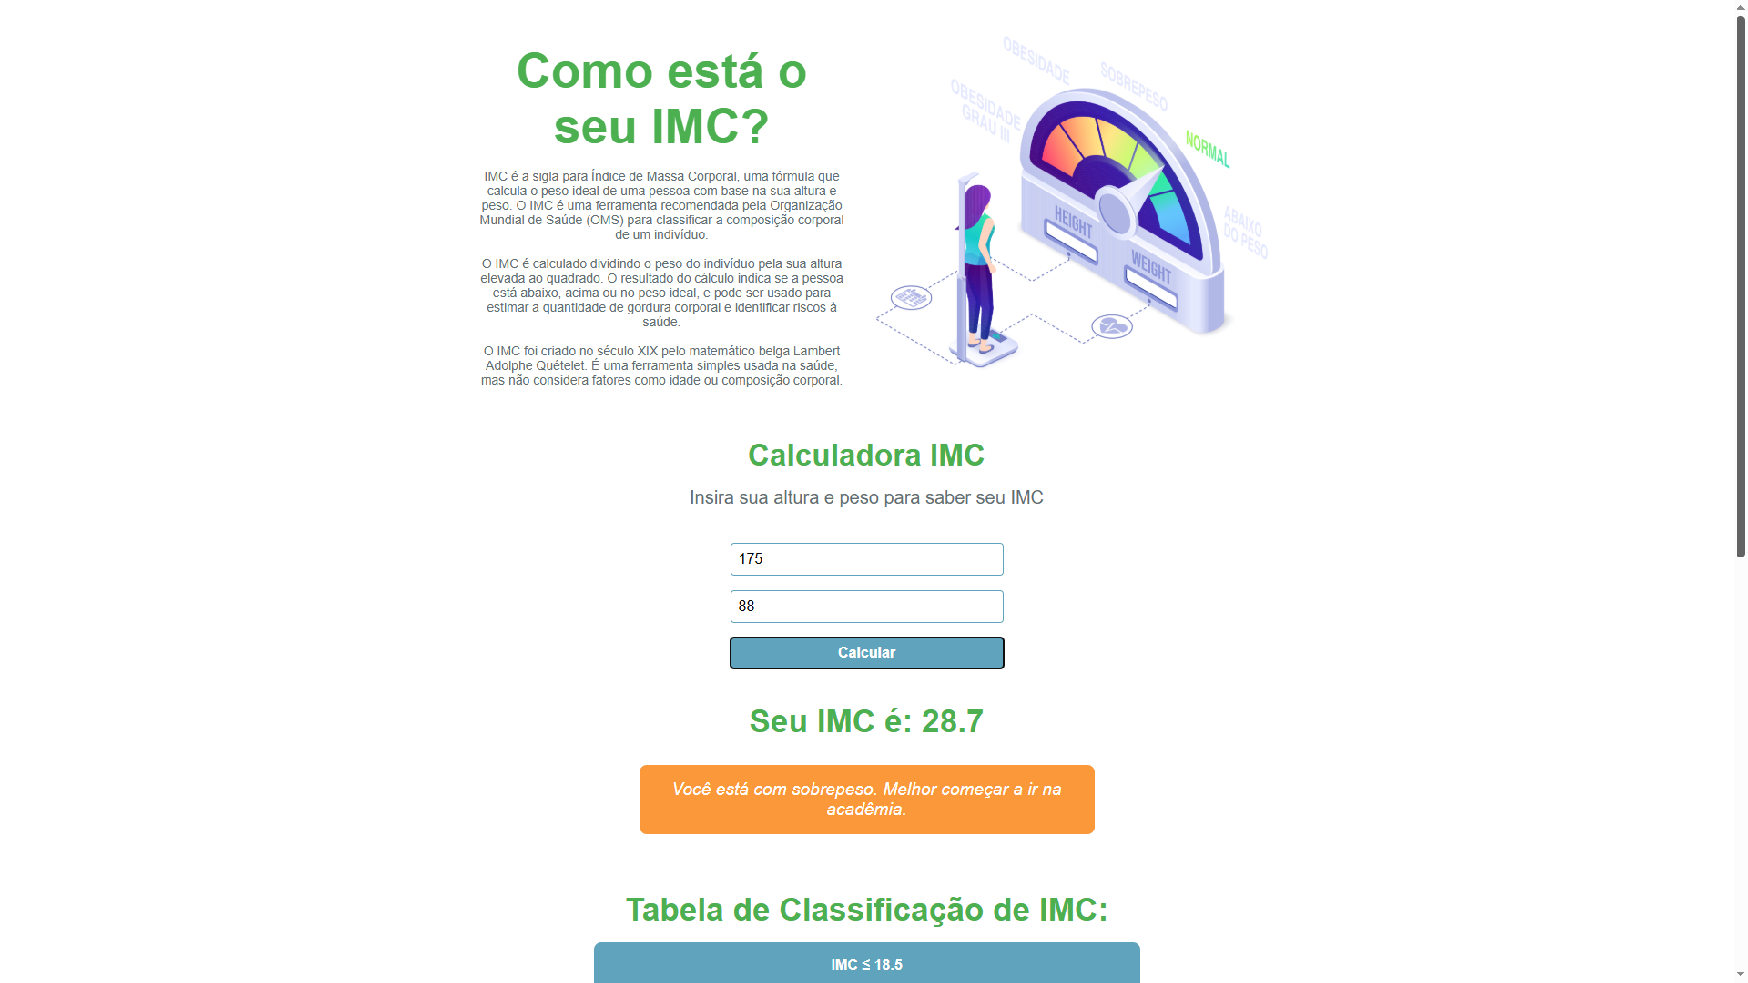 Como está o
seu IMC?
IMC é a sigla para Índice de Massa Corporal, uma fórmula que
calcula o peso ideal de uma pessoa com base na sua altura e
peso. O IMC é uma ferramenta recomendada pela Organização
Mundial de Saúde (OMS) para classificar a composição corporal
de um indivíduo.
O IMC é calculado dividindo o peso do indivíduo pela sua altura
elevada ao quadrado. O resultado do cálculo indica se a pessoa
está abaixo, acima ou no peso ideal, e pode ser usado para
estimar a quantidade de gordura corporal e identificar riscos à
saúde.
O IMC foi criado no século XIX pelo matemático belga Lambert
Adolphe Quételet. É uma ferramenta simples usada na saúde,
mas não considera fatores como idade ou composição corporal.
OBESIDADE
GRAU III
OBESIDADE
SOBREPESO
NORMAL
ABAIXO
DO PESO
HEIGHT
WEIGHT
Calculadora IMC
Insira sua altura e peso para saber seu IMC
175
88
Calcular
Seu IMC é: 28.7
Você está com sobrepeso. Melhor começar a ir na
acadêmia.
Tabela de Classificação de IMC:
IMC ≤ 18.5